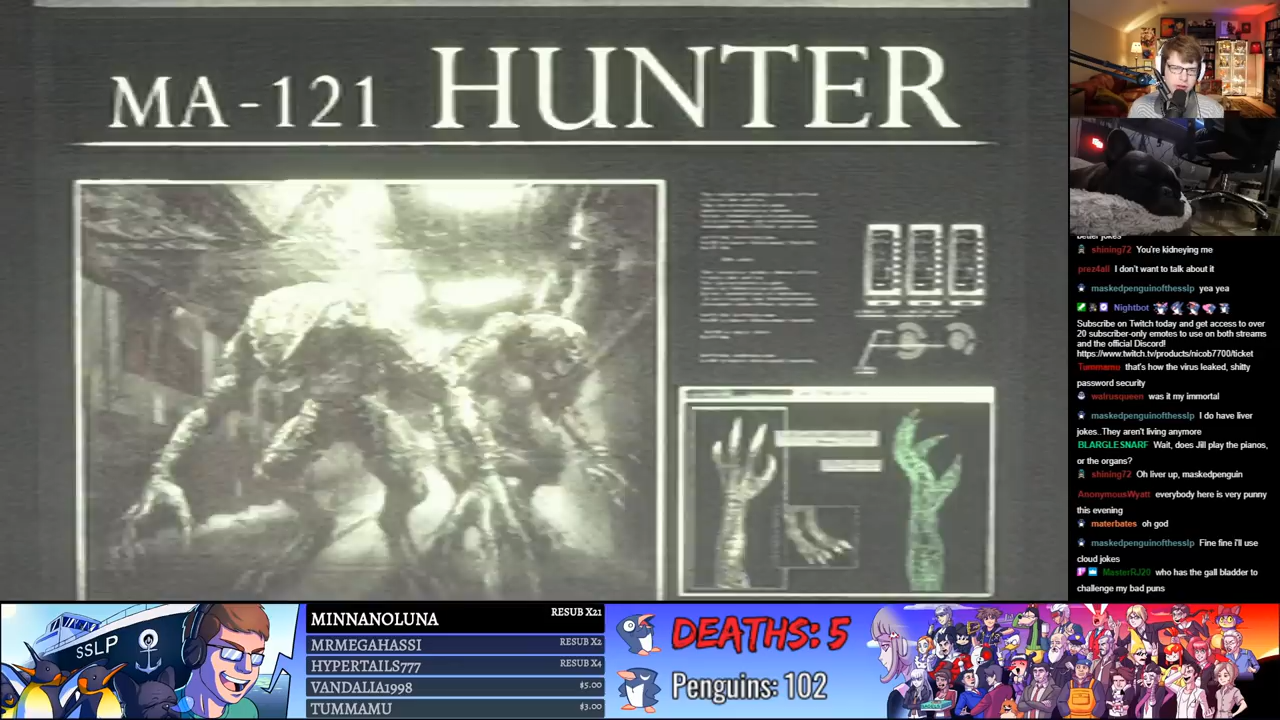 MA-121 HUNTER
shining72 You're kidneying me
prez4all I don't want to talk about it
maskedpenguinofthesslp yea yea
Nightbot
Subscribe on Twitch today and get access to over
20 subscriber-only emotes to use on both streams
and the official Discord!
https://www.twitch.tv/products/nicob7700/ticket
Tummamu that's how the virus leaked, shitty
password security
walrusqueen was it my immortal
maskedpenguinofthesslp I do have liver
jokes..They aren't living anymore
BLARGLESNARF Wait, does Jill play the pianos,
or the organs?
shining72 Oh liver up, maskedpenguin
AnonymousWyatt everybody here is very punny
this evening
materbates oh god
maskedpenguinofthesslp Fine fine i'll use
cloud jokes
MasterRJ20 who has the gall bladder to
challenge my bad puns
SSLP
MINNANOLUNA RESUB X21
MRMEGAHASSI RESUB X2
HYPERTAILS777 RESUB X4
VANDALIA1998 $5.00
TUMMAMU $3.00
DEATHS: 5
Penguins: 102